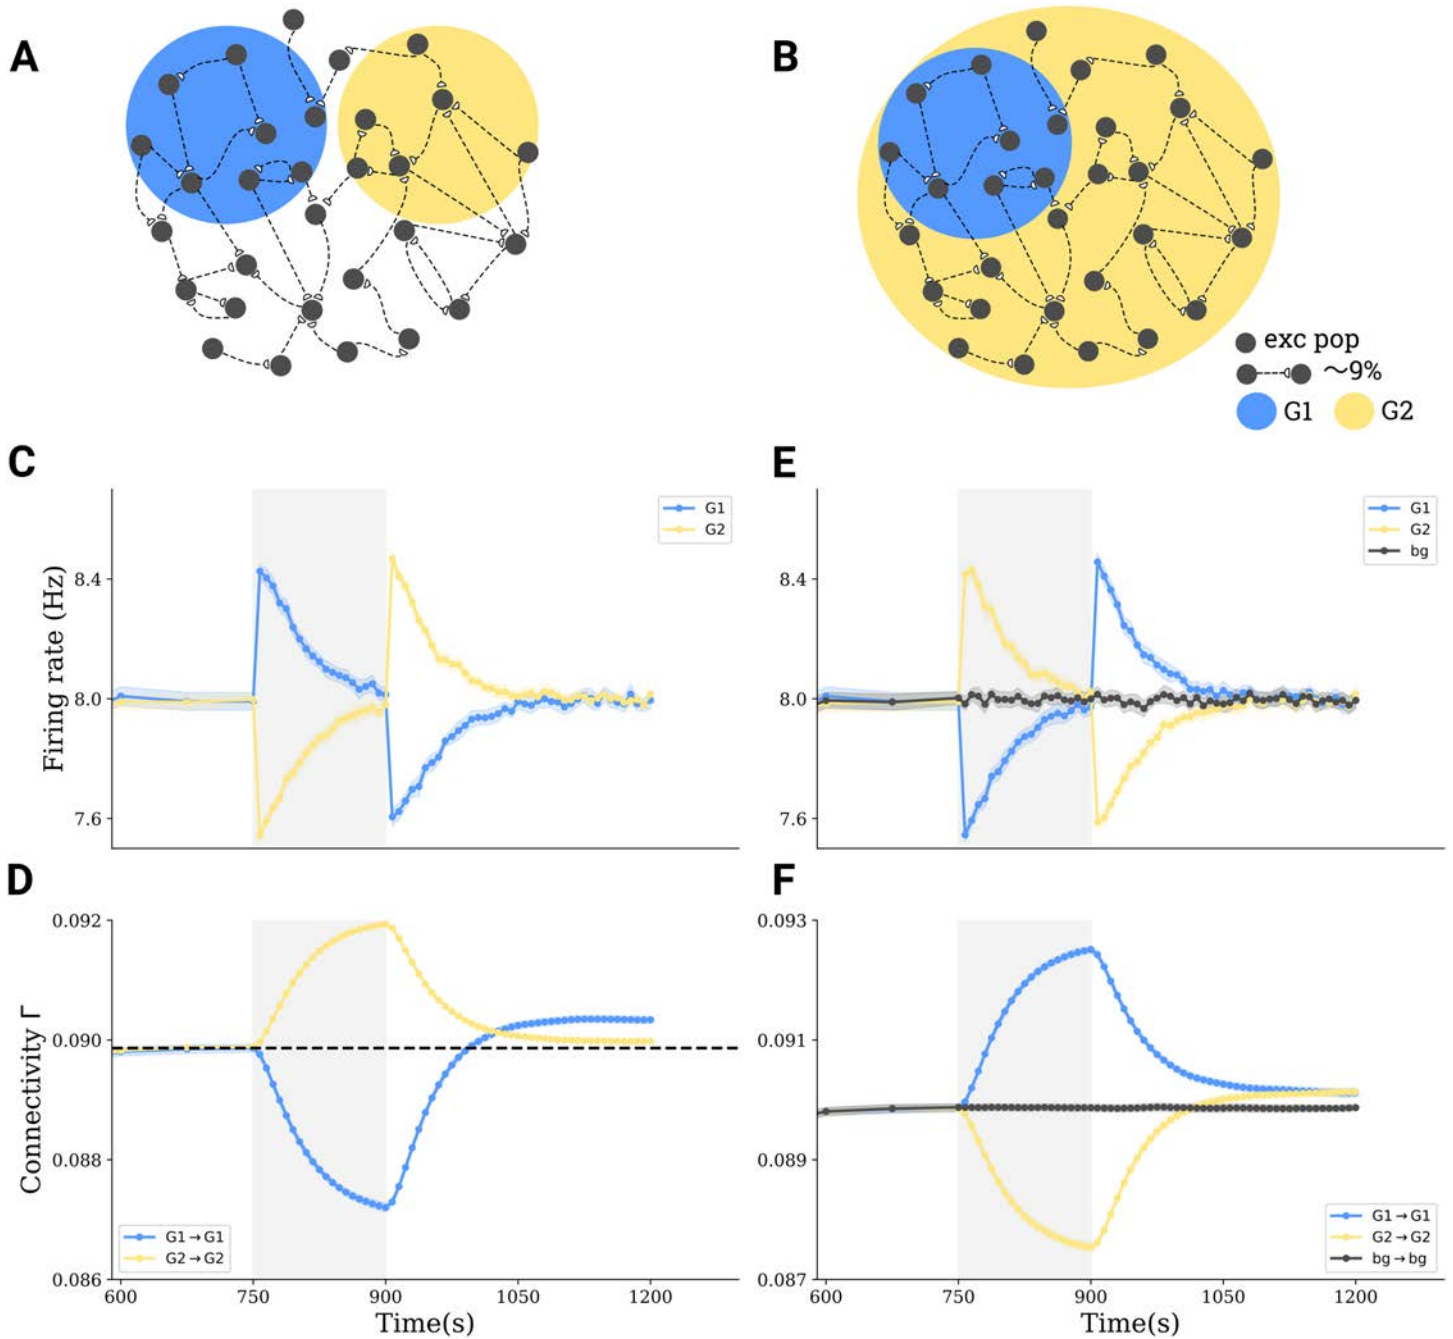 A
B
exc pop
~9%
G1
G2
C
E
G1
G2
G1
G2
bg
Firing rate (Hz)
8.4
8.0
7.6
8.4
8.0
7.6
D
F
Connectivity Γ
0.092
0.090
0.088
0.086
0.093
0.091
0.089
0.087
G1→G1
G2→G2
G1→G1
G2→G2
bg→bg
600 750 900 1050 1200
600 750 900 1050 1200
Time(s)
Time(s)